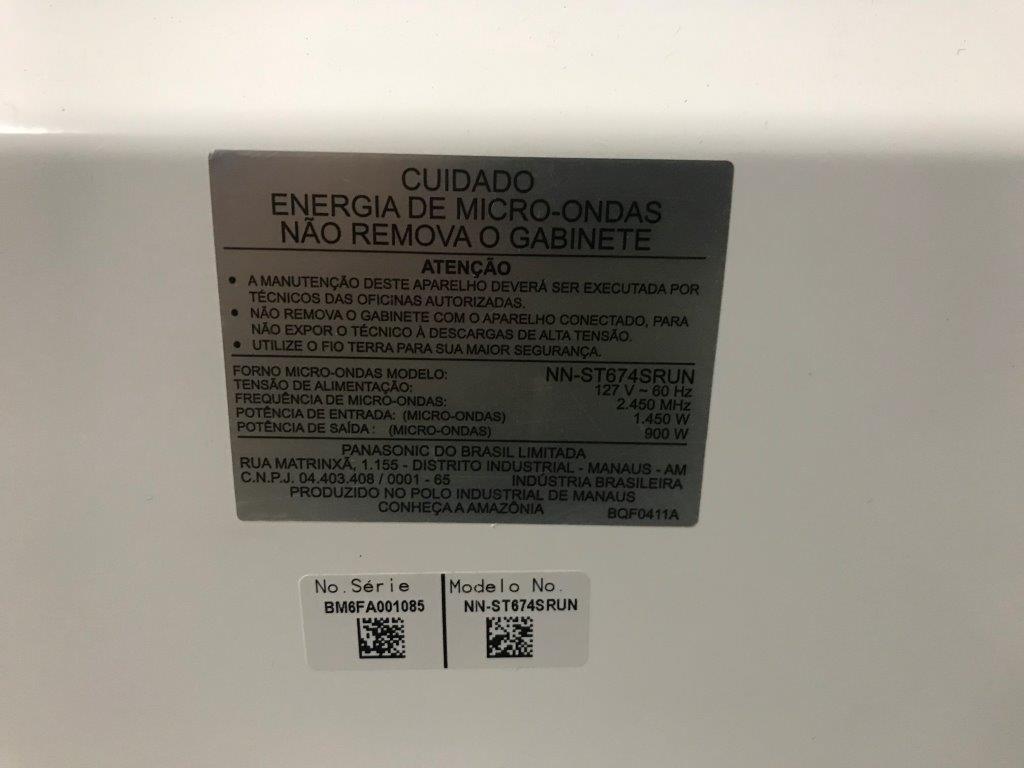 CUIDADO
ENERGIA DE MICRO-ONDAS
NÃO REMOVA O GABINETE
ATENÇÃO
• A MANUTENÇÃO DESTE APARELHO DEVERÁ SER EXECUTADA POR
TÉCNICOS DAS OFICINAS AUTORIZADAS.
• NÃO REMOVA O GABINETE COM O APARELHO CONECTADO, PARA
NÃO EXPOR O TÉCNICO À DESCARGAS DE ALTA TENSÃO.
• UTILIZE O FIO TERRA PARA SUA MAIOR SEGURANÇA.
FORNO MICRO-ONDAS MODELO: NN-ST674SRUN
TENSÃO DE ALIMENTAÇÃO: 127 V ~ 60 Hz
FREQUÊNCIA DE MICRO-ONDAS: 2.450 MHz
POTÊNCIA DE ENTRADA: (MICRO-ONDAS) 1.450 W
POTÊNCIA DE SAÍDA : (MICRO-ONDAS) 900 W
PANASONIC DO BRASIL LIMITADA
RUA MATRINXÃ, 1.155 - DISTRITO INDUSTRIAL - MANAUS - AM
C.N.P.J. 04.403.408 / 0001 - 65 INDÚSTRIA BRASILEIRA
PRODUZIDO NO POLO INDUSTRIAL DE MANAUS
CONHEÇA A AMAZÔNIA BQF0411A
No.Série Modelo No.
BM6FA001085 NN-ST674SRUN